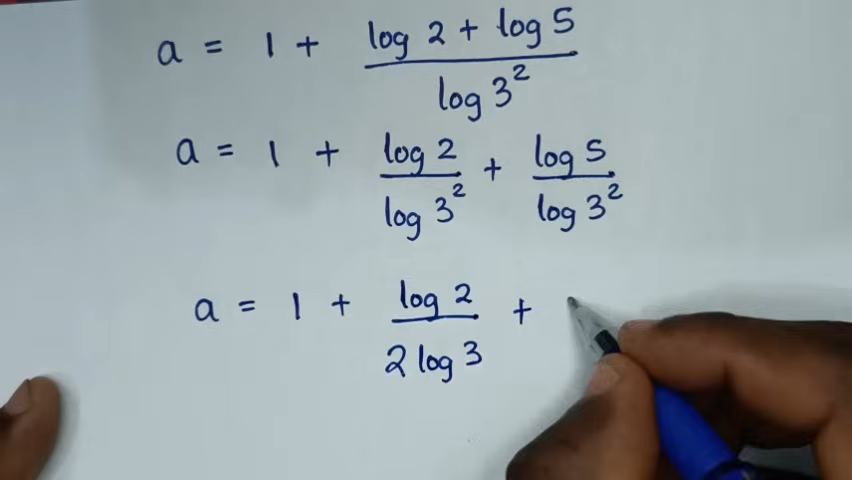 a = 1 + (log 2 + log 5) / (log 3²)
a = 1 + (log 2) / (log 3²) + (log 5) / (log 3²)
a = 1 + (log 2) / (2 log 3) +